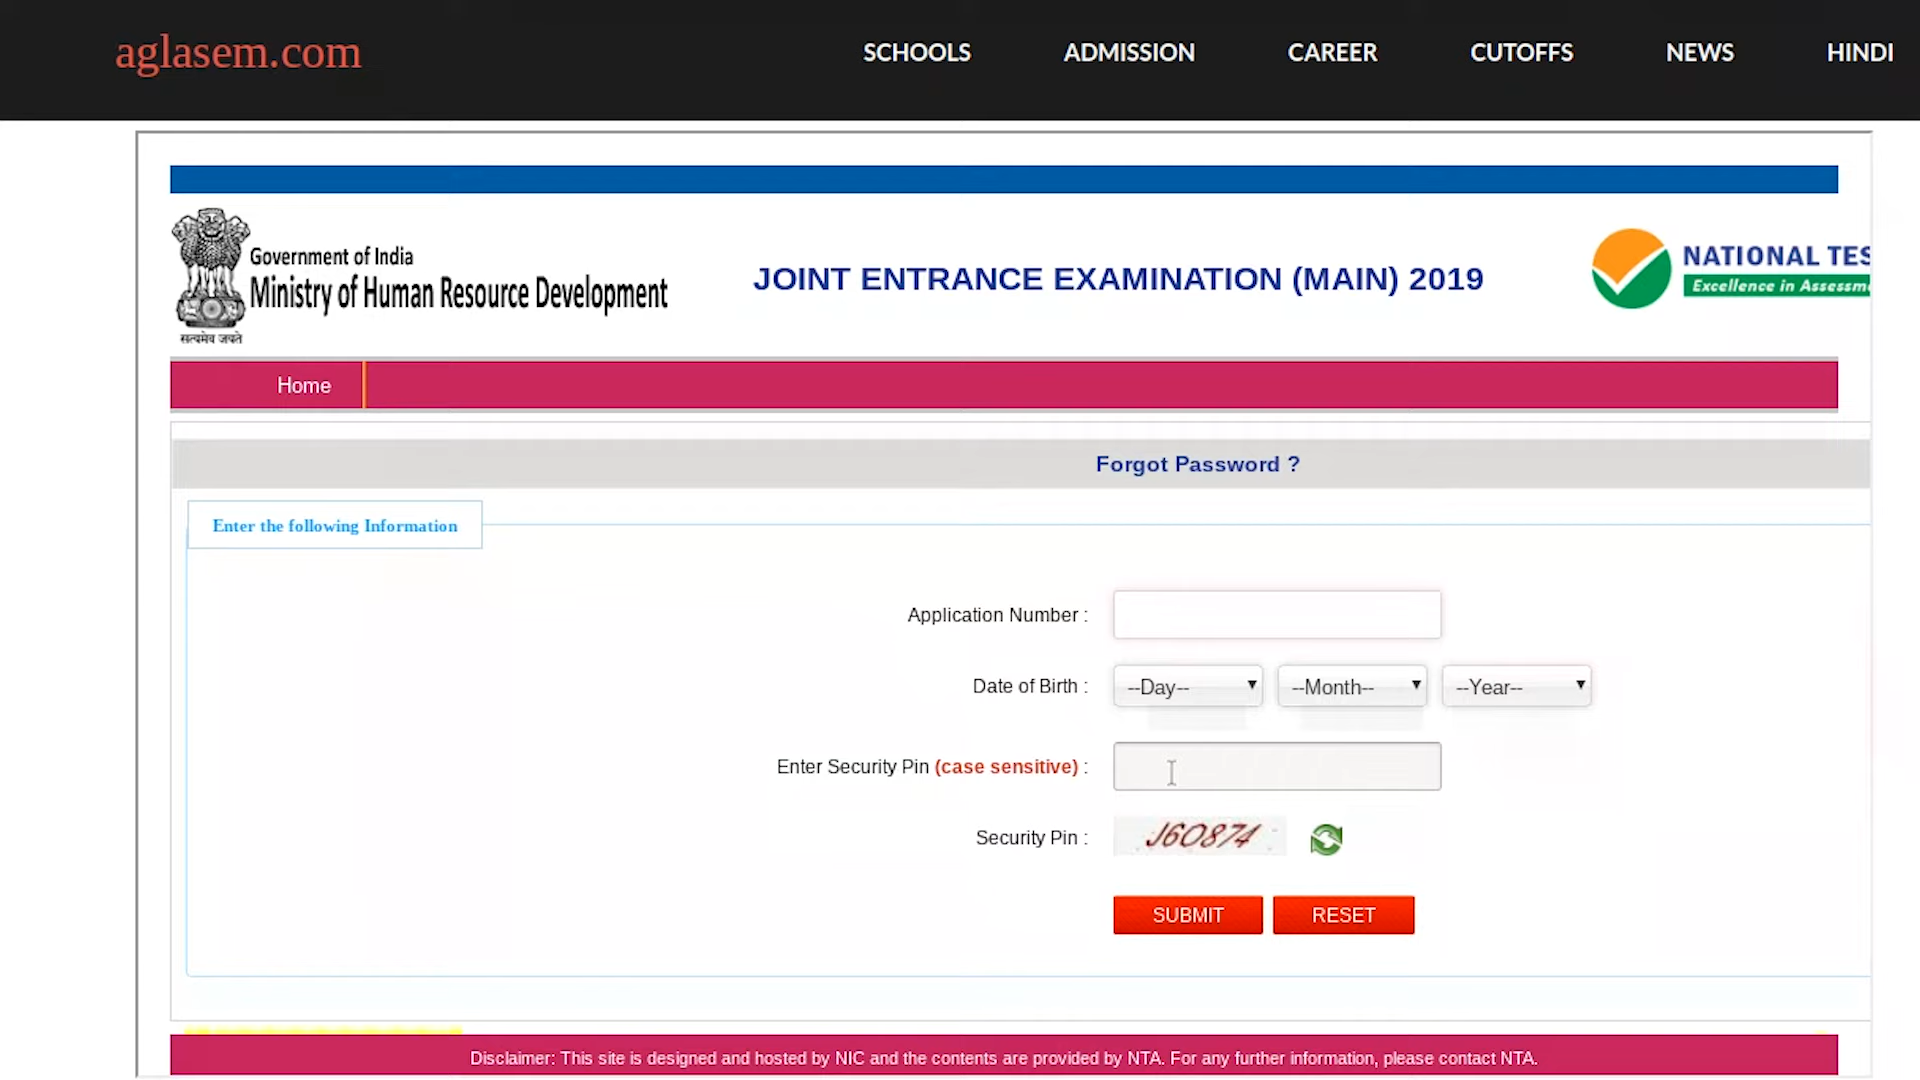 aglasem.com SCHOOLS ADMISSION CAREER CUTOFFS NEWS HINDI
Government of India
Ministry of Human Resource Development
सत्यमेव जयते
JOINT ENTRANCE EXAMINATION (MAIN) 2019
NATIONAL TES
Excellence in Assessm
Home
Forgot Password ?
Enter the following Information
Application Number :
Date of Birth : --Day-- --Month-- --Year--
Enter Security Pin (case sensitive) :
Security Pin : J60874
SUBMIT RESET
Disclaimer: This site is designed and hosted by NIC and the contents are provided by NTA. For any further information, please contact NTA.